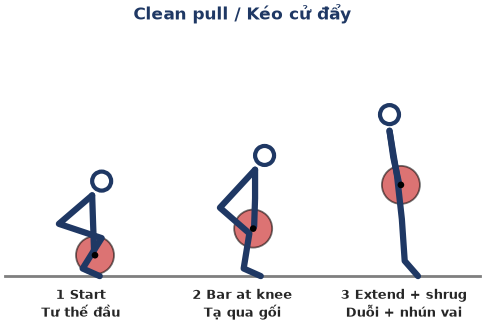 Clean pull / Kéo cử đẩy
1 Start
Tư thế đầu
2 Bar at knee
Tạ qua gối
3 Extend + shrug
Duỗi + nhún vai